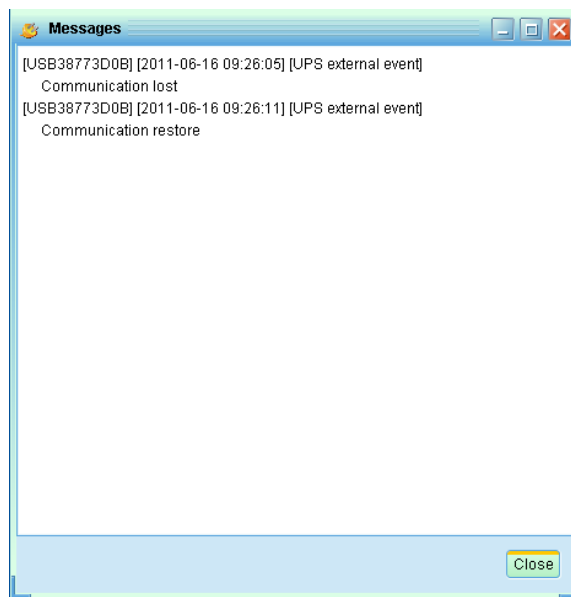 Messages
[USB38773D0B] [2011-06-16 09:26:05] [UPS external event]
Communication lost
[USB38773D0B] [2011-06-16 09:26:11] [UPS external event]
Communication restore
Close